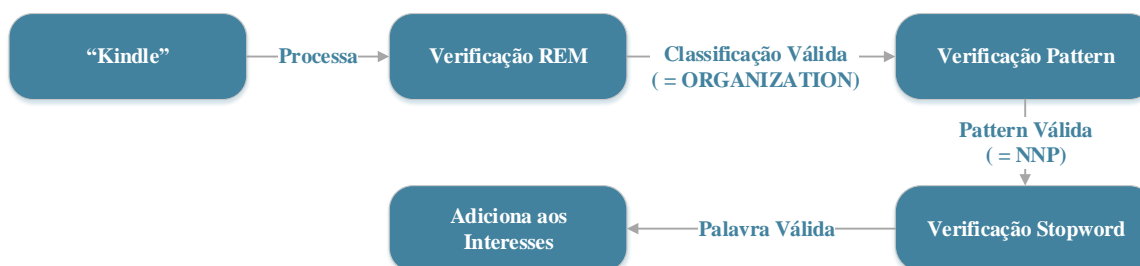 “Kindle”
Processa
Verificação REM
Classificação Válida
( = ORGANIZATION)
Verificação Pattern
Pattern Válida
( = NNP)
Verificação Stopword
Palavra Válida
Adiciona aos
Interesses